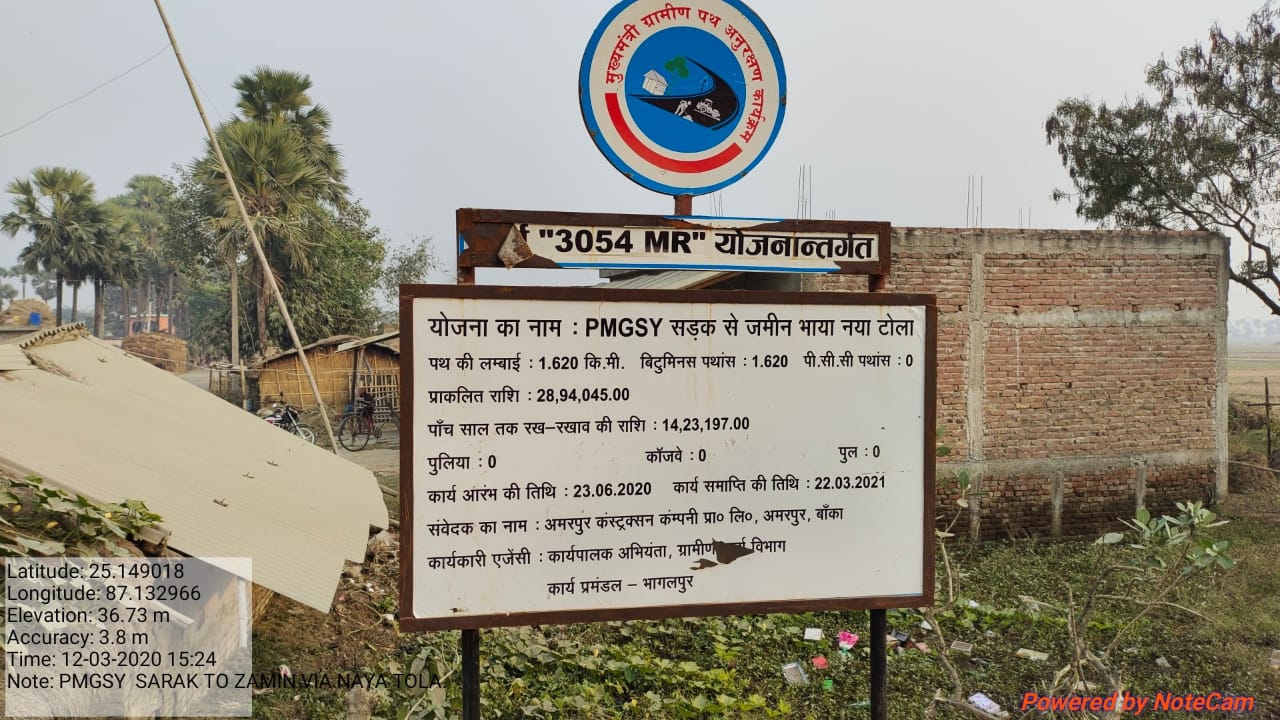 मुख्यमंत्री ग्रामीण पथ अनुरक्षण कार्यक्रम
"3054 MR" योजनान्तर्गत
योजना का नाम : PMGSY सड़क से जमीन भाया नया टोला
पथ की लम्बाई : 1.620 कि.मी. बिटुमिनस पथांस : 1.620 पी.सी.सी पथांस : 0
प्राकलित राशि : 28,94,045.00
पाँच साल तक रख-रखाव की राशि : 14,23,197.00
पुलिया : 0 कॉजवे : 0 पुल : 0
कार्य आरंभ की तिथि : 23.06.2020 कार्य समाप्ति की तिथि : 22.03.2021
संवेदक का नाम : अमरपुर कंस्ट्रक्सन कम्पनी प्रा० लि०, अमरपुर, बाँका
कार्यकारी एजेंसी : कार्यपालक अभियंता, ग्रामीण विभाग
कार्य प्रमंडल – भागलपुर
Latitude: 25.149018
Longitude: 87.132966
Elevation: 36.73 m
Accuracy: 3.8 m
Time: 12-03-2020 15:24
Note: PMGSY SARAK TO ZAMIN VIA NAYA TOLA
Powered by NoteCam